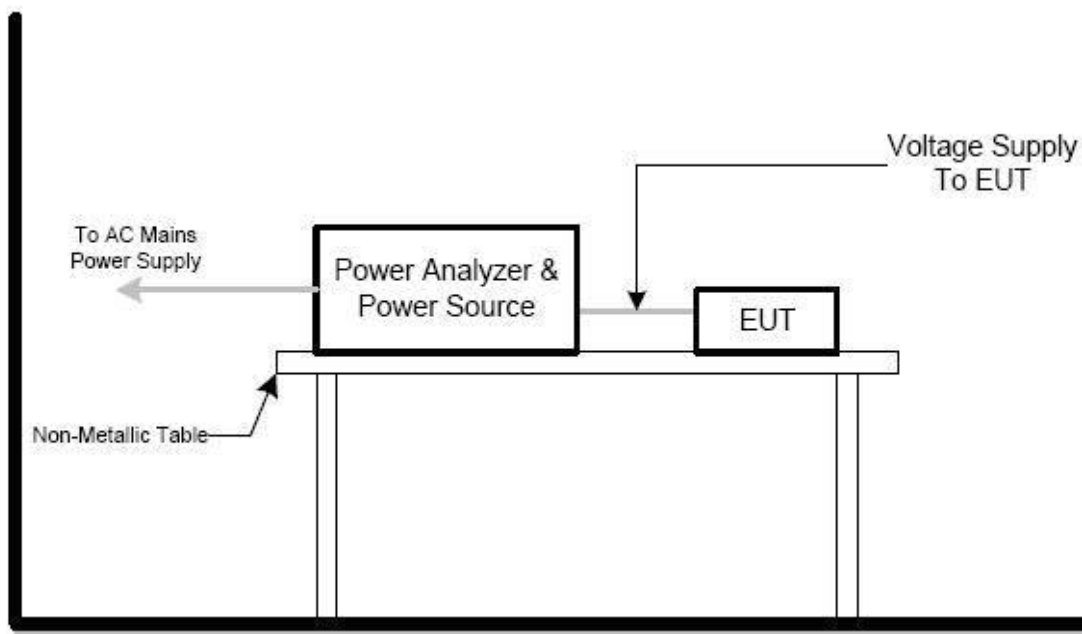 Voltage Supply
To EUT
To AC Mains
Power Supply
Power Analyzer &
Power Source
EUT
Non-Metallic Table